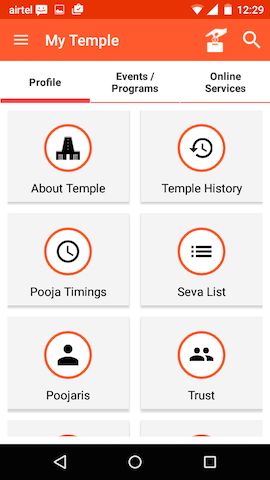 airtel 12:29
My Temple
Profile
Events /
Programs
Online
Services
About Temple
Temple History
Pooja Timings
Seva List
Poojaris
Trust